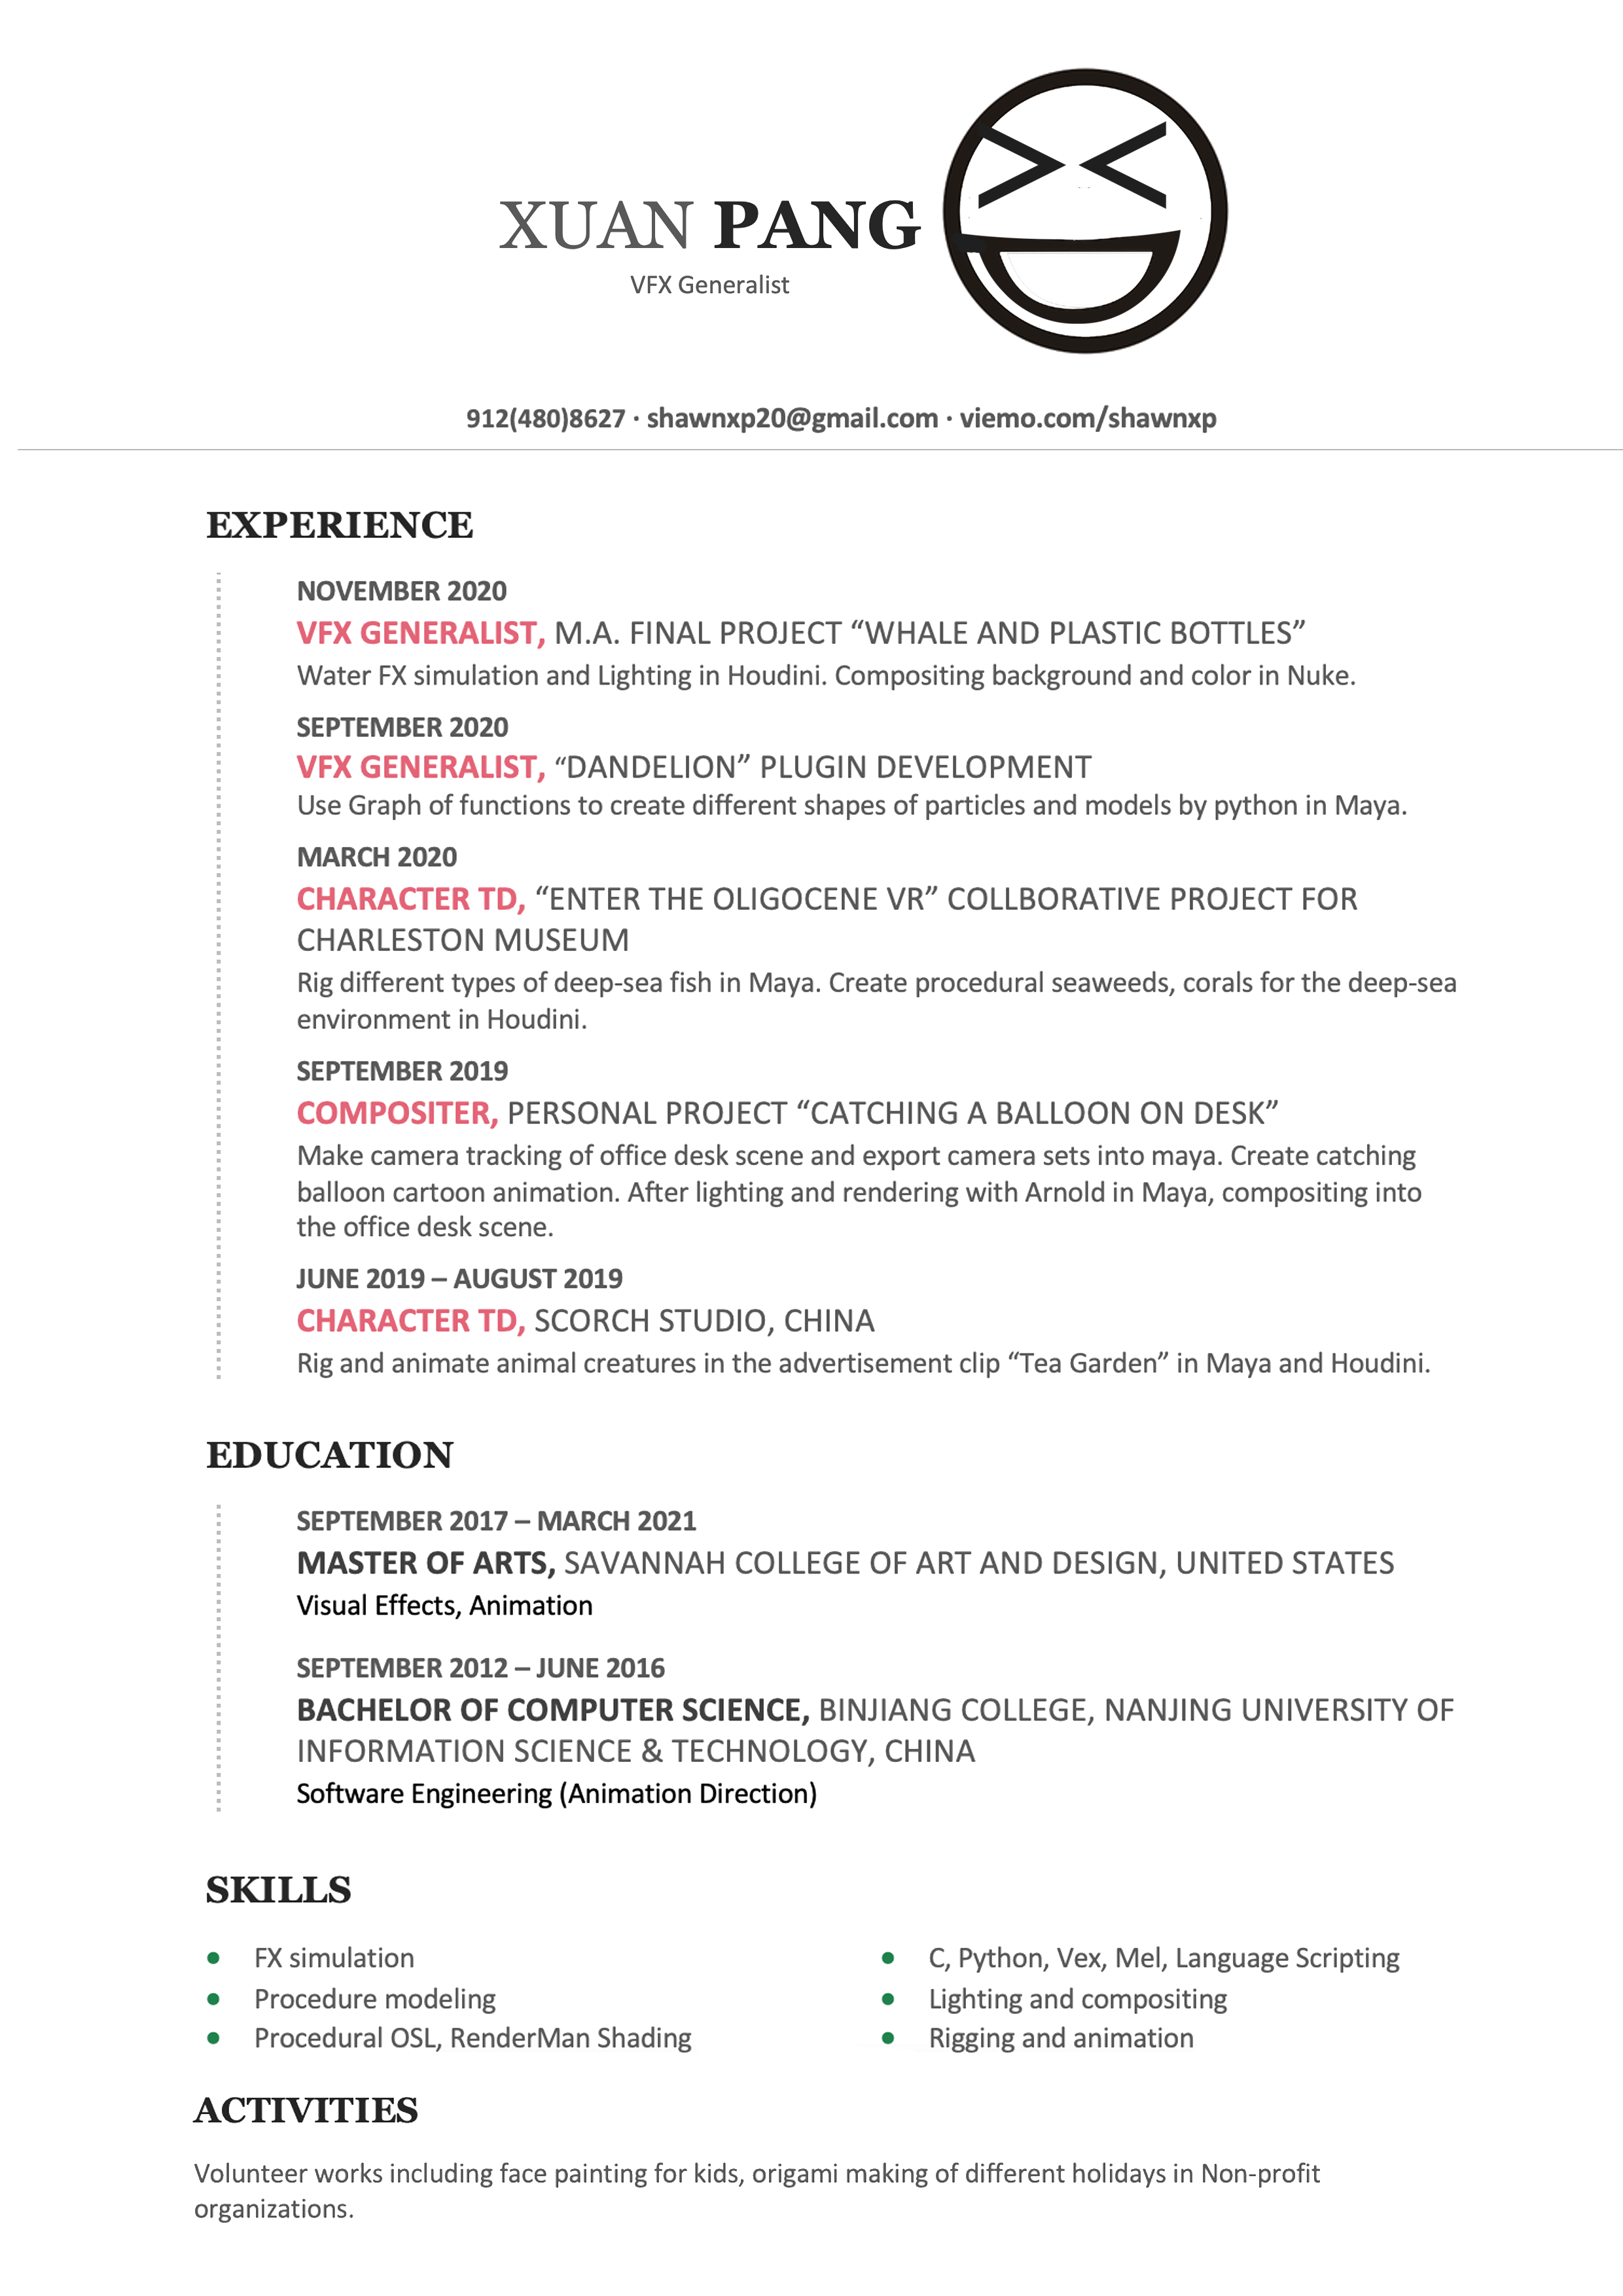 XUAN PANG
VFX Generalist
912(480)8627 · shawnxp20@gmail.com · viemo.com/shawnxp
EXPERIENCE
NOVEMBER 2020
VFX GENERALIST, M.A. FINAL PROJECT “WHALE AND PLASTIC BOTTLES”
Water FX simulation and Lighting in Houdini. Compositing background and color in Nuke.
SEPTEMBER 2020
VFX GENERALIST, “DANDELION” PLUGIN DEVELOPMENT
Use Graph of functions to create different shapes of particles and models by python in Maya.
MARCH 2020
CHARACTER TD, “ENTER THE OLIGOCENE VR” COLLBORATIVE PROJECT FOR
CHARLESTON MUSEUM
Rig different types of deep-sea fish in Maya. Create procedural seaweeds, corals for the deep-sea
environment in Houdini.
SEPTEMBER 2019
COMPOSITER, PERSONAL PROJECT “CATCHING A BALLOON ON DESK”
Make camera tracking of office desk scene and export camera sets into maya. Create catching
balloon cartoon animation. After lighting and rendering with Arnold in Maya, compositing into
the office desk scene.
JUNE 2019 – AUGUST 2019
CHARACTER TD, SCORCH STUDIO, CHINA
Rig and animate animal creatures in the advertisement clip “Tea Garden” in Maya and Houdini.
EDUCATION
SEPTEMBER 2017 – MARCH 2021
MASTER OF ARTS, SAVANNAH COLLEGE OF ART AND DESIGN, UNITED STATES
Visual Effects, Animation
SEPTEMBER 2012 – JUNE 2016
BACHELOR OF COMPUTER SCIENCE, BINJIANG COLLEGE, NANJING UNIVERSITY OF
INFORMATION SCIENCE & TECHNOLOGY, CHINA
Software Engineering (Animation Direction)
SKILLS
• FX simulation
• Procedure modeling
• Procedural OSL, RenderMan Shading
• C, Python, Vex, Mel, Language Scripting
• Lighting and compositing
• Rigging and animation
ACTIVITIES
Volunteer works including face painting for kids, origami making of different holidays in Non-profit
organizations.